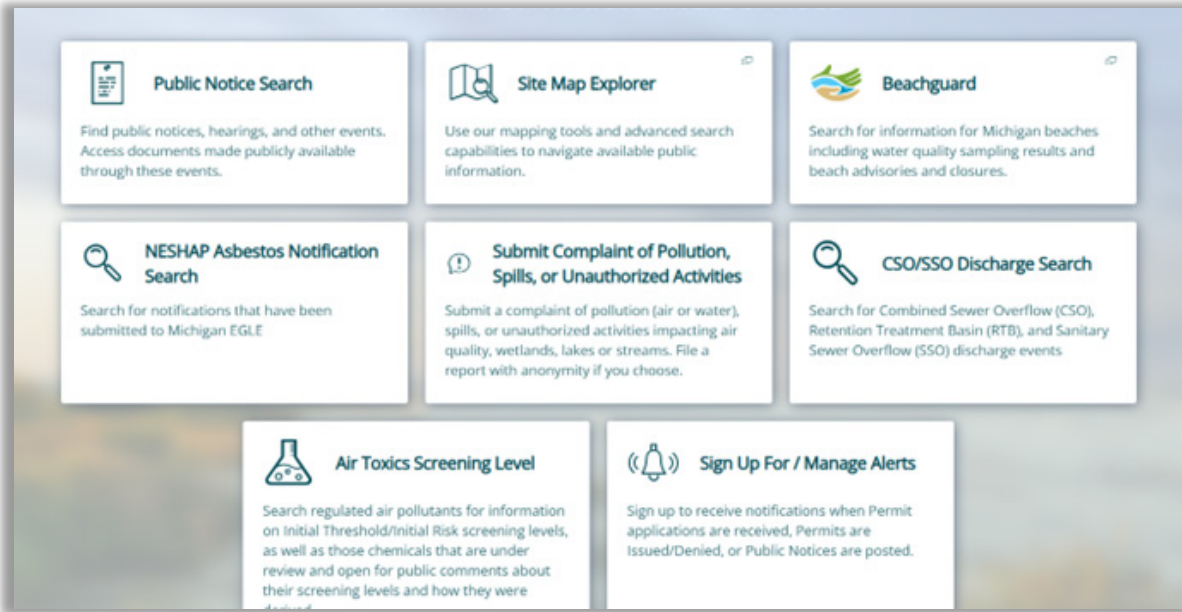 Public Notice Search
Find public notices, hearings, and other events.
Access documents made publicly available
through these events.
Site Map Explorer
Use our mapping tools and advanced search
capabilities to navigate available public
information.
Beachguard
Search for information for Michigan beaches
including water quality sampling results and
beach advisories and closures.
NESHAP Asbestos Notification
Search
Search for notifications that have been
submitted to Michigan EGLE
Submit Complaint of Pollution,
Spills, or Unauthorized Activities
Submit a complaint of pollution (air or water),
spills, or unauthorized activities impacting air
quality, wetlands, lakes or streams. File a
report with anonymity if you choose.
CSO/SSO Discharge Search
Search for Combined Sewer Overflow (CSO),
Retention Treatment Basin (RTB), and Sanitary
Sewer Overflow (SSO) discharge events
Air Toxics Screening Level
Search regulated air pollutants for information
on Initial Threshold/Initial Risk screening levels,
as well as those chemicals that are under
review and open for public comments about
their screening levels and how they were
Sign Up For / Manage Alerts
Sign up to receive notifications when Permit
applications are received, Permits are
Issued/Denied, or Public Notices are posted.